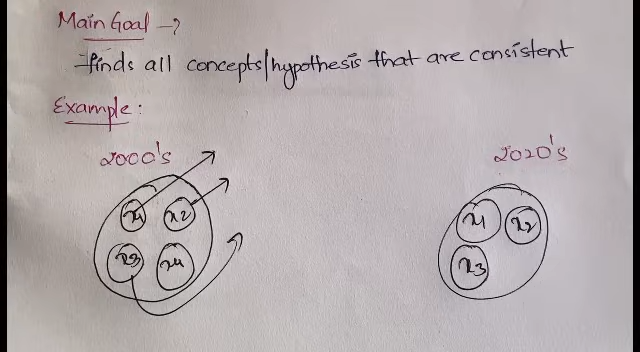 Main Goal →
finds all concepts/hypothesis that are consistent
Example:
2000's
2020's
x1 x2
x3 x4
x1 x2
x3